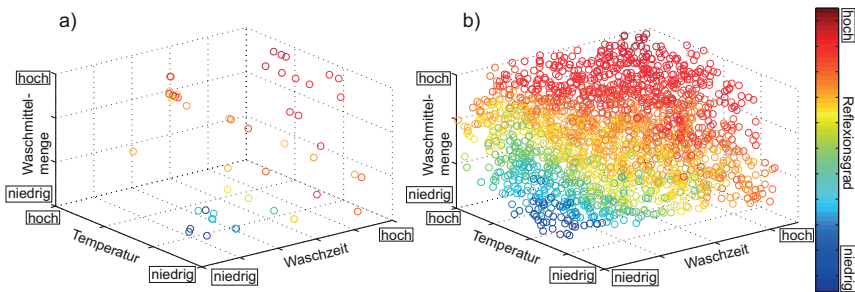 a)
hoch
Waschmittel-
menge
niedrig
hoch
Temperatur
niedrig
niedrig
Waschzeit
hoch
b)
hoch
Waschmittel-
menge
niedrig
hoch
Temperatur
niedrig
niedrig
Waschzeit
hoch
hoch
Reflexionsgrad
niedrig